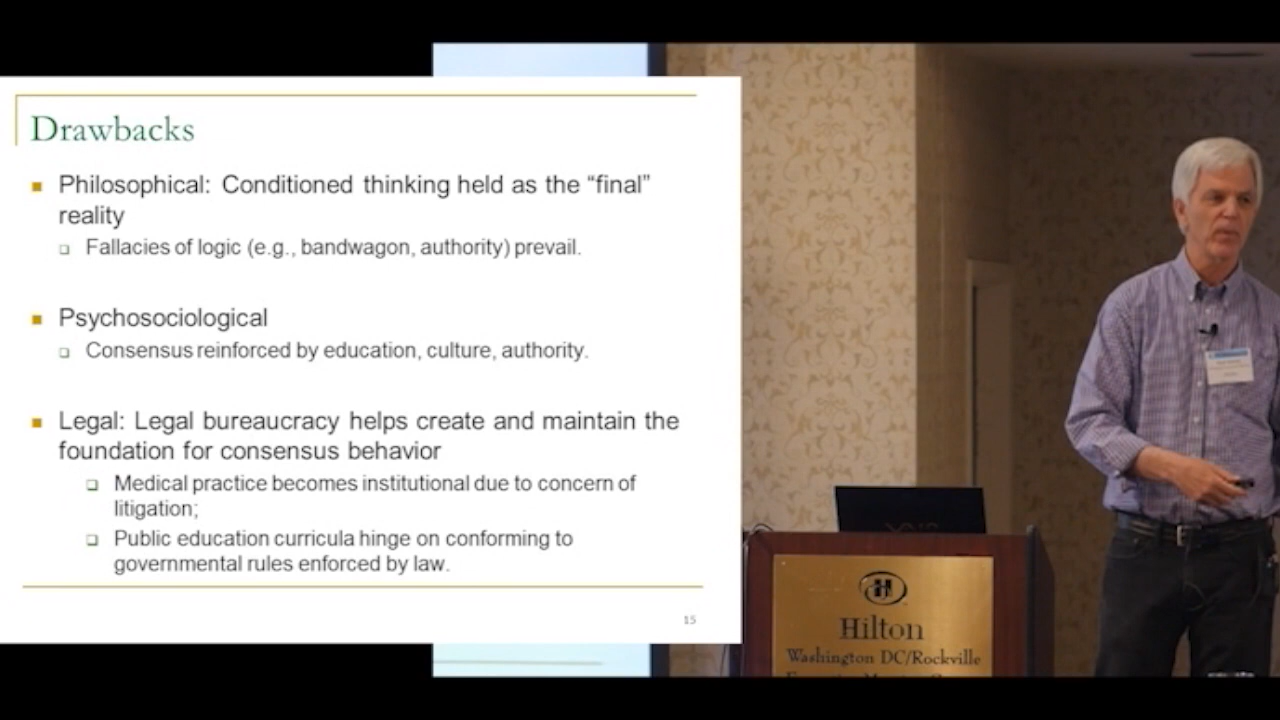 Drawbacks
Philosophical: Conditioned thinking held as the “final”
reality
Fallacies of logic (e.g., bandwagon, authority) prevail.
Psychosociological
Consensus reinforced by education, culture, authority.
Legal: Legal bureaucracy helps create and maintain the
foundation for consensus behavior
Medical practice becomes institutional due to concern of
litigation;
Public education curricula hinge on conforming to
governmental rules enforced by law.
15
Hilton
Washington DC/Rockville